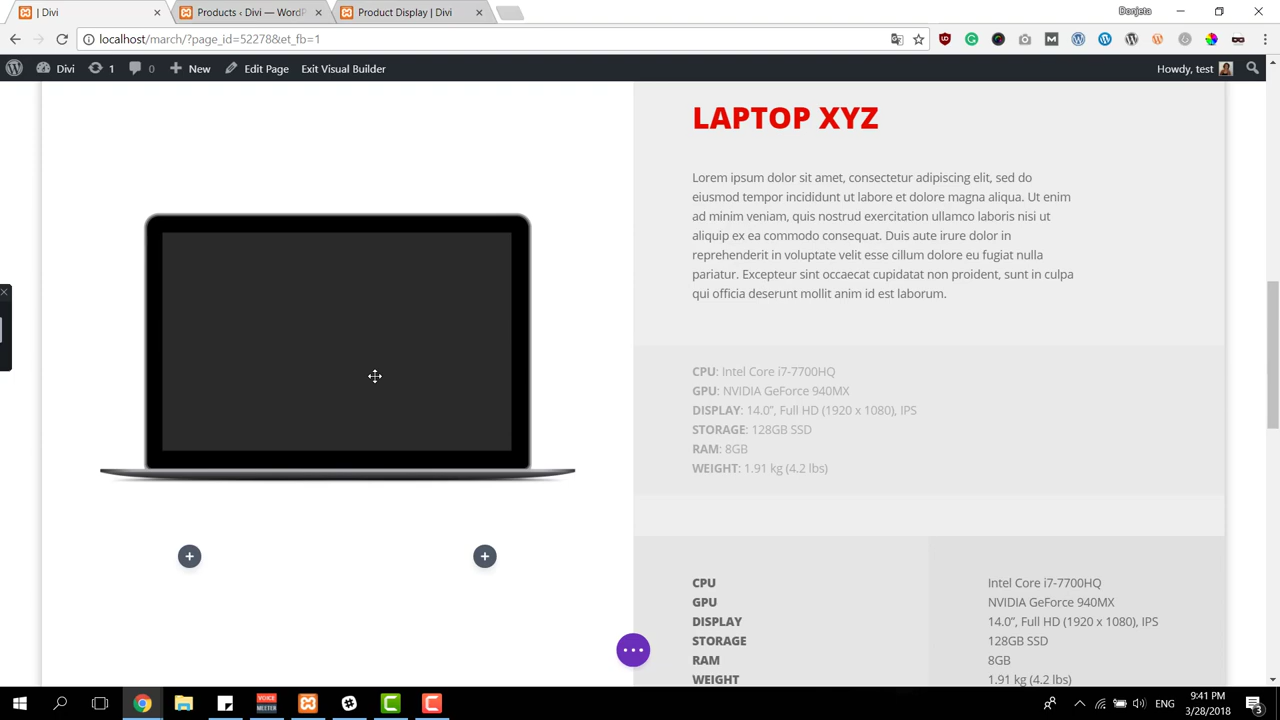 | Divi
Products ‹ Divi — WordP
Product Display | Divi
Donjeta
localhost/march/?page_id=52278&et_fb=1
Divi
1
0
New
Edit Page
Exit Visual Builder
Howdy, test
LAPTOP XYZ
Lorem ipsum dolor sit amet, consectetur adipiscing elit, sed do
eiusmod tempor incididunt ut labore et dolore magna aliqua. Ut enim
ad minim veniam, quis nostrud exercitation ullamco laboris nisi ut
aliquip ex ea commodo consequat. Duis aute irure dolor in
reprehenderit in voluptate velit esse cillum dolore eu fugiat nulla
pariatur. Excepteur sint occaecat cupidatat non proident, sunt in culpa
qui officia deserunt mollit anim id est laborum.
CPU: Intel Core i7-7700HQ
GPU: NVIDIA GeForce 940MX
DISPLAY: 14.0”, Full HD (1920 x 1080), IPS
STORAGE: 128GB SSD
RAM: 8GB
WEIGHT: 1.91 kg (4.2 lbs)
CPU Intel Core i7-7700HQ
GPU NVIDIA GeForce 940MX
DISPLAY 14.0”, Full HD (1920 x 1080), IPS
STORAGE 128GB SSD
RAM 8GB
WEIGHT 1.91 kg (4.2 lbs)
VOICE
MEETER
ENG
9:41 PM
3/28/2018
3